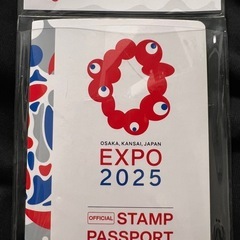 OSAKA, KANSAI, JAPAN
EXPO
2025
OFFICIAL STAMP
PASSPORT